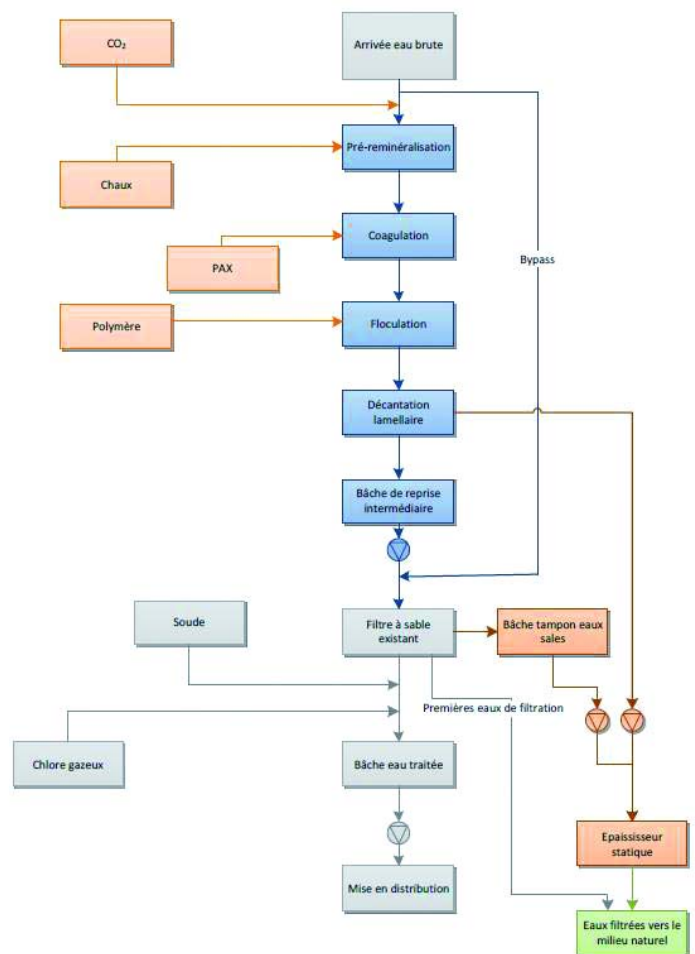 CO₂
Arrivée eau brute
Pré-reminéralisation
Chaux
Coagulation
PAX
Bypass
Polymère
Floculation
Décantation
lamellaire
Bâche de reprise
intermédiaire
Soude
Filtre à sable
existant
Bâche tampon eaux
sales
Premières eaux de filtration
Chlore gazeux
Bâche eau traitée
Epaississeur
statique
Mise en distribution
Eaux filtrées vers le
milieu naturel